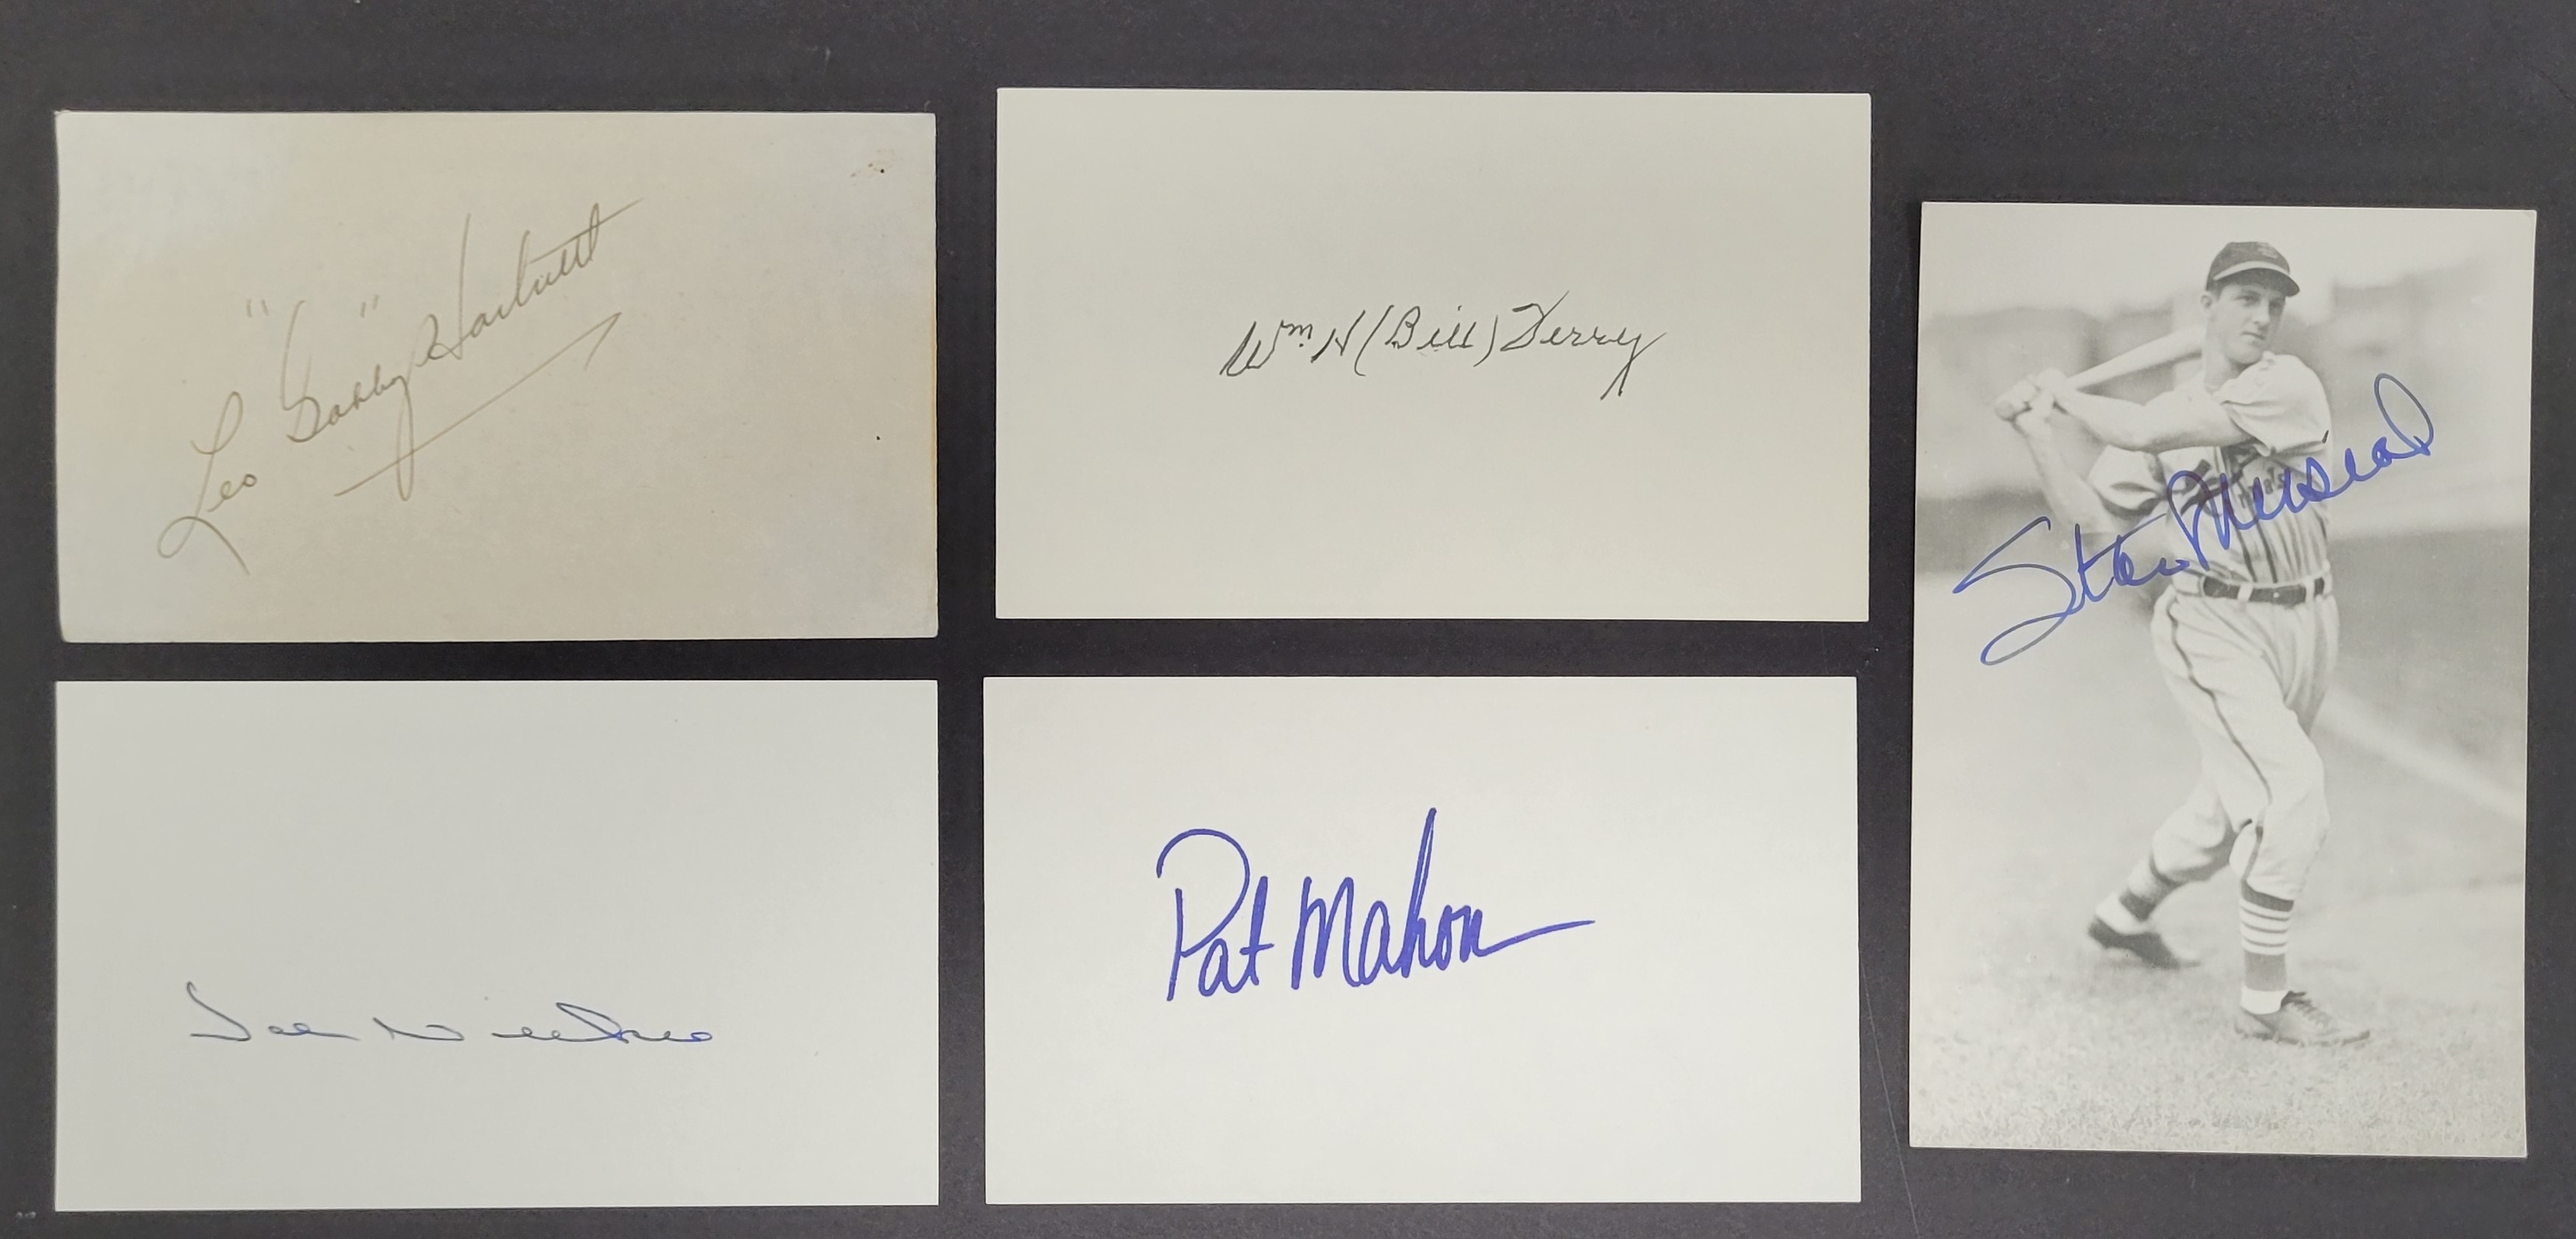 Leo "Gabby" Hartnett
Wm H (Bill) Terry
Stan Musial
Pat Mahon